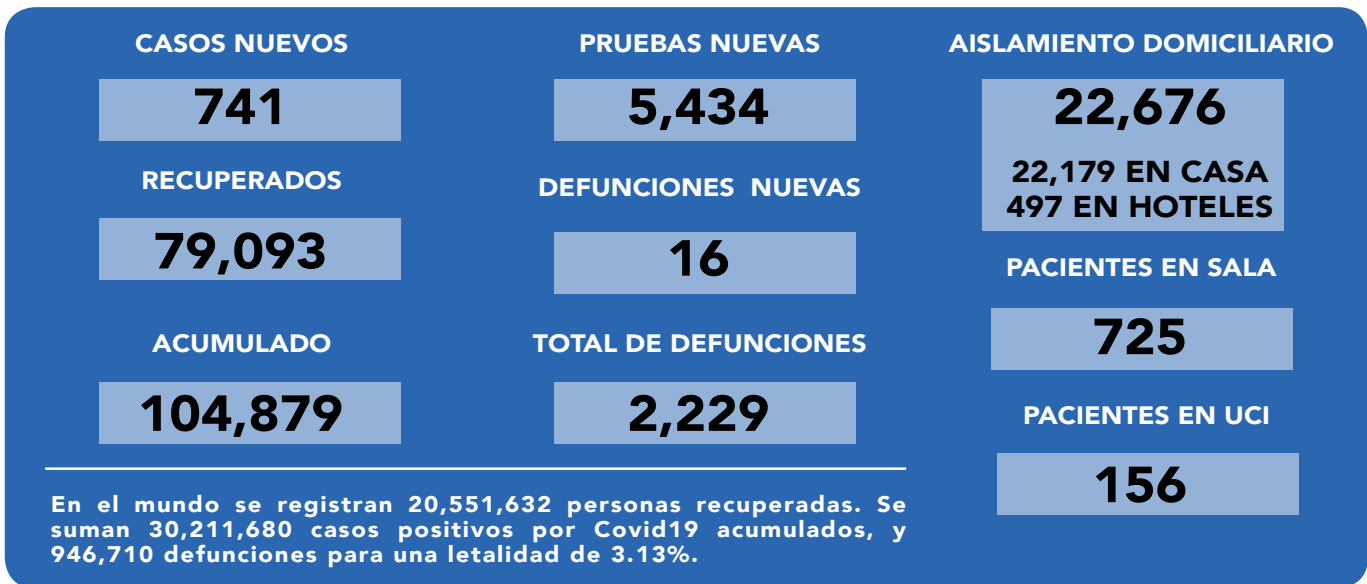 CASOS NUEVOS
741
RECUPERADOS
79,093
ACUMULADO
104,879
PRUEBAS NUEVAS
5,434
DEFUNCIONES NUEVAS
16
TOTAL DE DEFUNCIONES
2,229
AISLAMIENTO DOMICILIARIO
22,676
22,179 EN CASA
497 EN HOTELES
PACIENTES EN SALA
725
PACIENTES EN UCI
156
En el mundo se registran 20,551,632 personas recuperadas. Se
suman 30,211,680 casos positivos por Covid19 acumulados, y
946,710 defunciones para una letalidad de 3.13%.